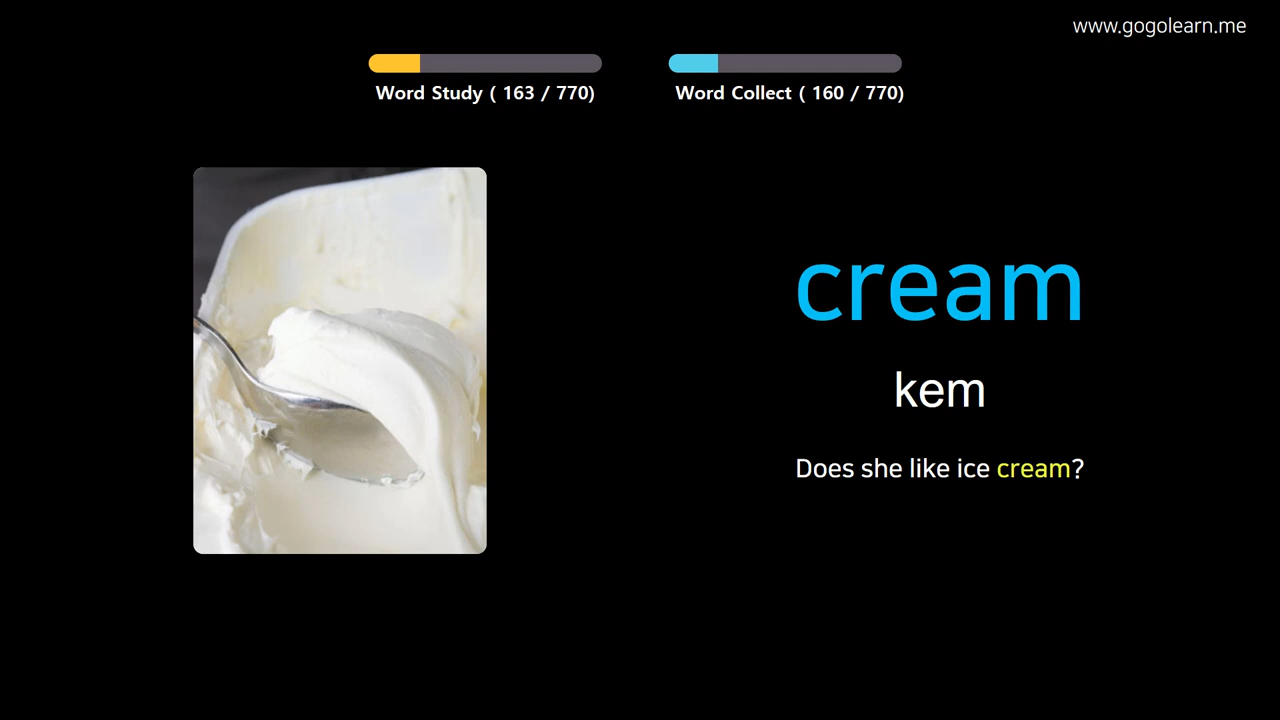 www.gogolearn.me
Word Study ( 163 / 770)
Word Collect ( 160 / 770)
cream
kem
Does she like ice cream?